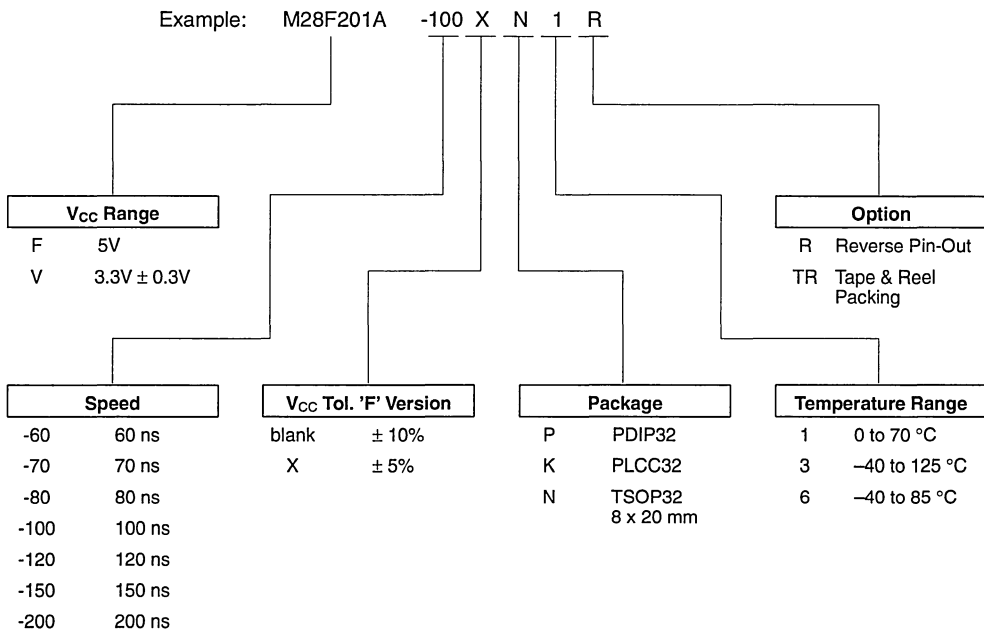 Example: M28F201A -100 X N 1 R
VCC Range
F 5V
V 3.3V ± 0.3V
Option
R Reverse Pin-Out
TR Tape & Reel
Packing
Speed
-60 60 ns
-70 70 ns
-80 80 ns
-100 100 ns
-120 120 ns
-150 150 ns
-200 200 ns
VCC Tol. 'F' Version
blank ± 10%
X ± 5%
Package
P PDIP32
K PLCC32
N TSOP32
8 x 20 mm
Temperature Range
1 0 to 70 °C
3 –40 to 125 °C
6 –40 to 85 °C